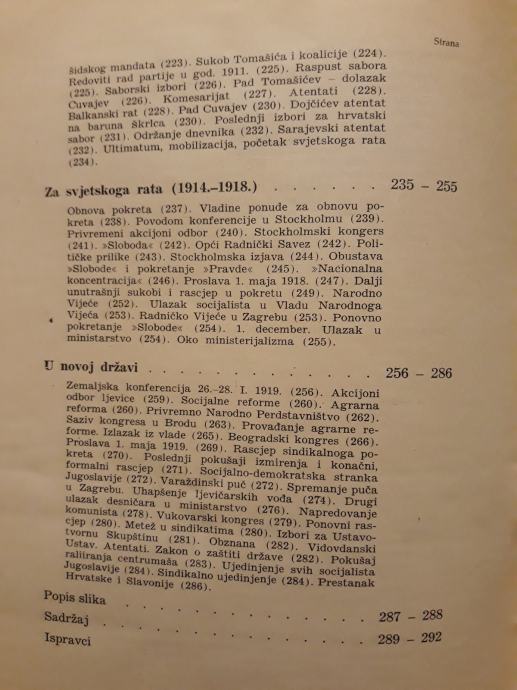 Strana
šidskog mandata (223). Sukob Tomašića i koalicije (224).
Redoviti rad partije u god. 1911. (225). Raspust sabora
(225). Saborski izbori (226). Pad Tomašićev – dolazak
Cuvajev (226). Komesarijat (227). Atentati (228).
Balkanski rat (228). Pad Cuvajev (230). Dojčićev atentat
na baruna Škrlca (230). Poslednji izbori za hrvatski
sabor (231). Održanje dnevnika (232). Sarajevski atentat
(232). Ultimatum, mobilizacija, početak svjetskoga rata
(234).
Za svjetskoga rata (1914.–1918.) . . . . . . 235 – 255
Obnova pokreta (237). Vladine ponude za obnovu po-
kreta (238). Povodom konferencije u Stockholmu (239).
Privremeni akcijoni odbor (240). Stockholmski kongers
(241). »Sloboda« (242). Opći Radnički Savez (242). Poli-
tičke prilike (243). Stockholmska izjava (244). Obustava
»Slobode« i pokretanje »Pravde« (245). »Nacionalna
koncentracija« (246). Proslava 1. maja 1918. (247). Dalji
unutrašnji sukobi i rascjep u pokretu (249). Narodno
Vijeće (252). Ulazak socijalista u Vladu Narodnoga
Vijeća (253). Radničko Vijeće u Zagrebu (253). Ponovno
pokretanje »Slobode« (254). 1. december. Ulazak u
ministarstvo (254). Oko ministerijalizma (255).
U novoj državi . . . . . . . . . . . . 256 – 286
Zemaljska konferencija 26.–28. I. 1919. (256). Akcijoni
odbor ljevice (259). Socijalne reforme (260). Agrarna
reforma (260). Privremno Narodno Perdstavništvo (262).
Saziv kongresa u Brodu (263). Provađanje agrarne re-
forme. Izlazak iz vlade (265). Beogradski kongres (266).
Proslava 1. maja 1919. (269). Rascjep sindikalnoga po-
kreta (270). Poslednji pokušaji izmirenja i konačni,
formalni rascjep (271). Socijalno-demokratska stranka
Jugoslavije (272). Varaždinski puč (272). Spremanje puča
u Zagrebu. Uhapšenje ljevičarskih vođa (274). Drugi
ulazak desničara u ministarstvo (276). Napredovanje
komunista (278). Vukovarski kongres (279). Ponovni ras-
cjep (280). Metež u sindikatima (280). Izbori za Ustavo-
tvornu Skupštinu (281). Obznana (282). Vidovdanski
Ustav. Atentati. Zakon o zaštiti države (282). Pokušaj
raliiranja centrumaša (283). Ujedinjenje svih socijalista
Jugoslavije (284). Sindikalno ujedinjenje (284). Prestanak
Hrvatske i Slavonije (286).
Popis slika . . . . . . . . . . . . . 287 – 288
Sadržaj . . . . . . . . . . . . . 289 – 292
Ispravci